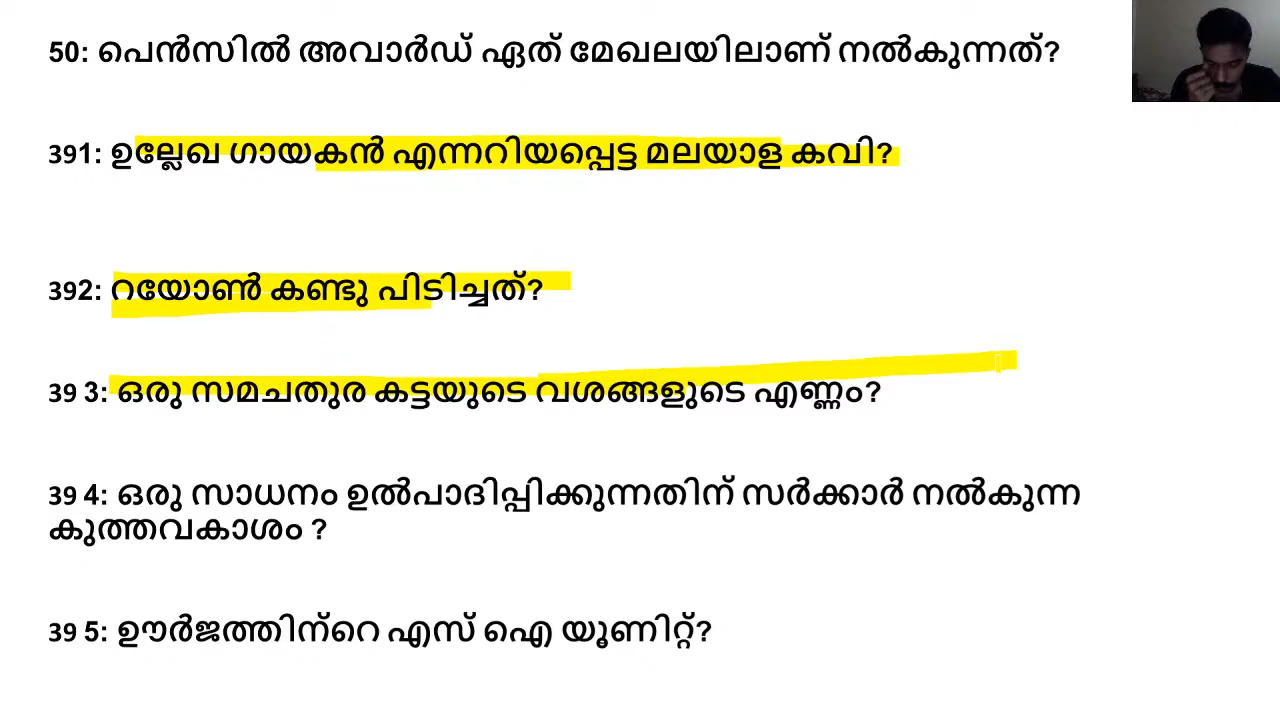 50: പെൻസിൽ അവാർഡ് ഏത് മേഖലയിലാണ് നൽകുന്നത്?
391: ഉല്ലേഖ ഗായകൻ എന്നറിയപ്പെട്ട മലയാള കവി?
392: റയോൺ കണ്ടു പിടിച്ചത്?
39 3: ഒരു സമചതുര കട്ടയുടെ വശങ്ങളുടെ എണ്ണം?
39 4: ഒരു സാധനം ഉൽപാദിപ്പിക്കുന്നതിന് സർക്കാർ നൽകുന്ന
കുത്തവകാശം ?
39 5: ഊർജത്തിന്റെ എസ് ഐ യൂണിറ്റ്?